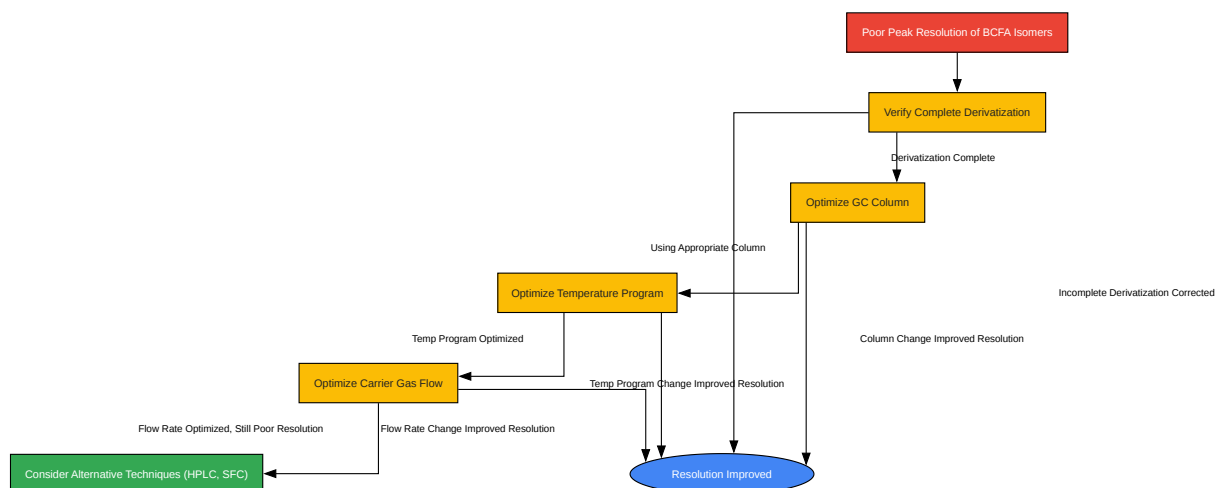 Poor Peak Resolution of BCFA Isomers
Verify Complete Derivatization
Derivatization Complete
Optimize GC Column
Using Appropriate Column
Optimize Temperature Program
Incomplete Derivatization Corrected
Temp Program Optimized
Column Change Improved Resolution
Optimize Carrier Gas Flow
Temp Program Change Improved Resolution
Flow Rate Optimized, Still Poor Resolution
Flow Rate Change Improved Resolution
Consider Alternative Techniques (HPLC, SFC)
Resolution Improved